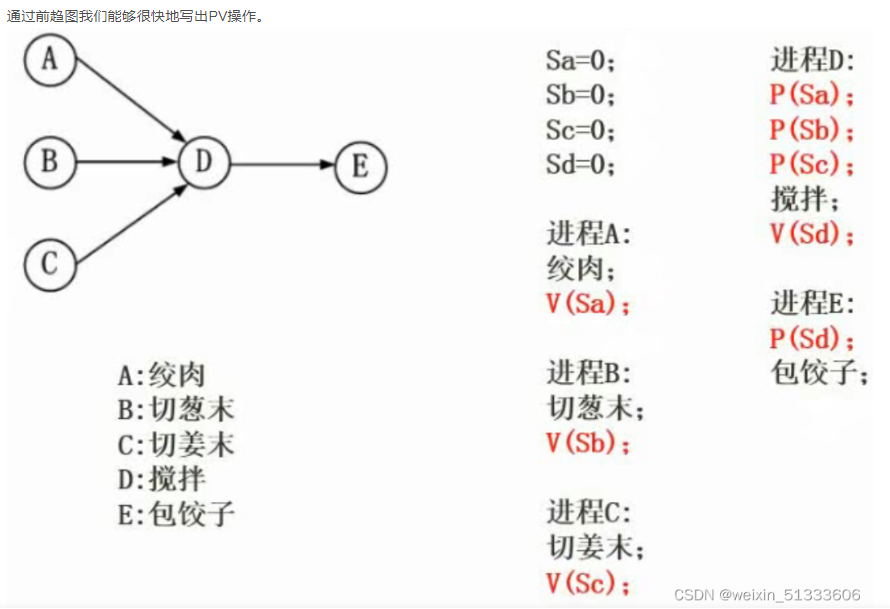 通过前趋图我们能够很快地写出PV操作。
A
B
C
D
E
A:绞肉
B:切葱末
C:切姜末
D:搅拌
E:包饺子
Sa=0;
Sb=0;
Sc=0;
Sd=0;
进程A:
绞肉;
V(Sa);
进程B:
切葱末;
V(Sb);
进程C:
切姜末;
V(Sc);
进程D:
P(Sa);
P(Sb);
P(Sc);
搅拌;
V(Sd);
进程E:
P(Sd);
包饺子;
CSDN @weixin_51333606